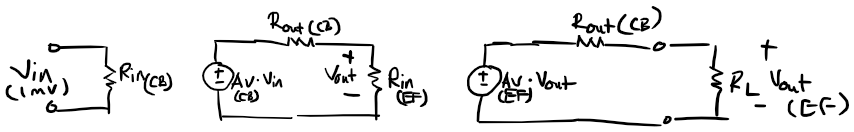 Vin
(1mV)
Rin(CB)
Rout(CB)
+
-
Av.Vin
(CB)
+
Vout
-
Rin
(EF)
Rout(CB)
+
-
Av.Vout
(EF)
RL
+
Vout
-
(EF)